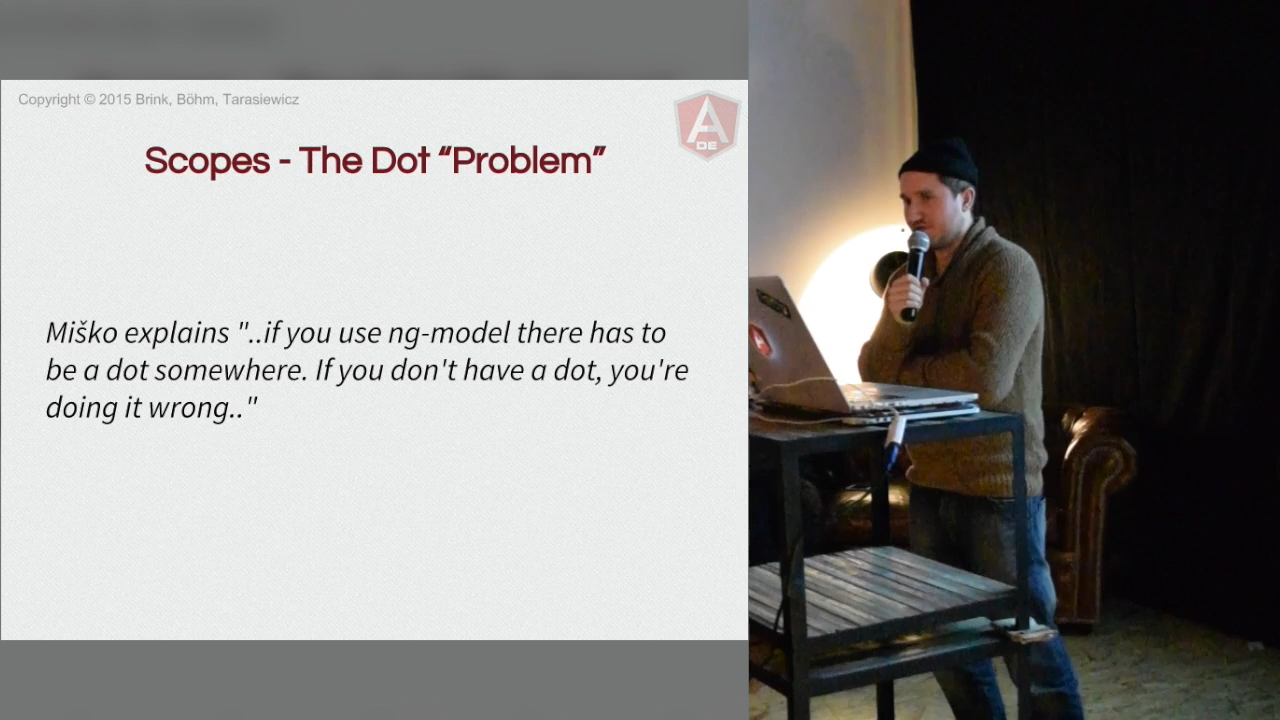 Copyright © 2015 Brink, Böhm, Tarasiewicz
A
DE
Scopes - The Dot “Problem”
Miško explains "..if you use ng-model there has to
be a dot somewhere. If you don't have a dot, you're
doing it wrong.."